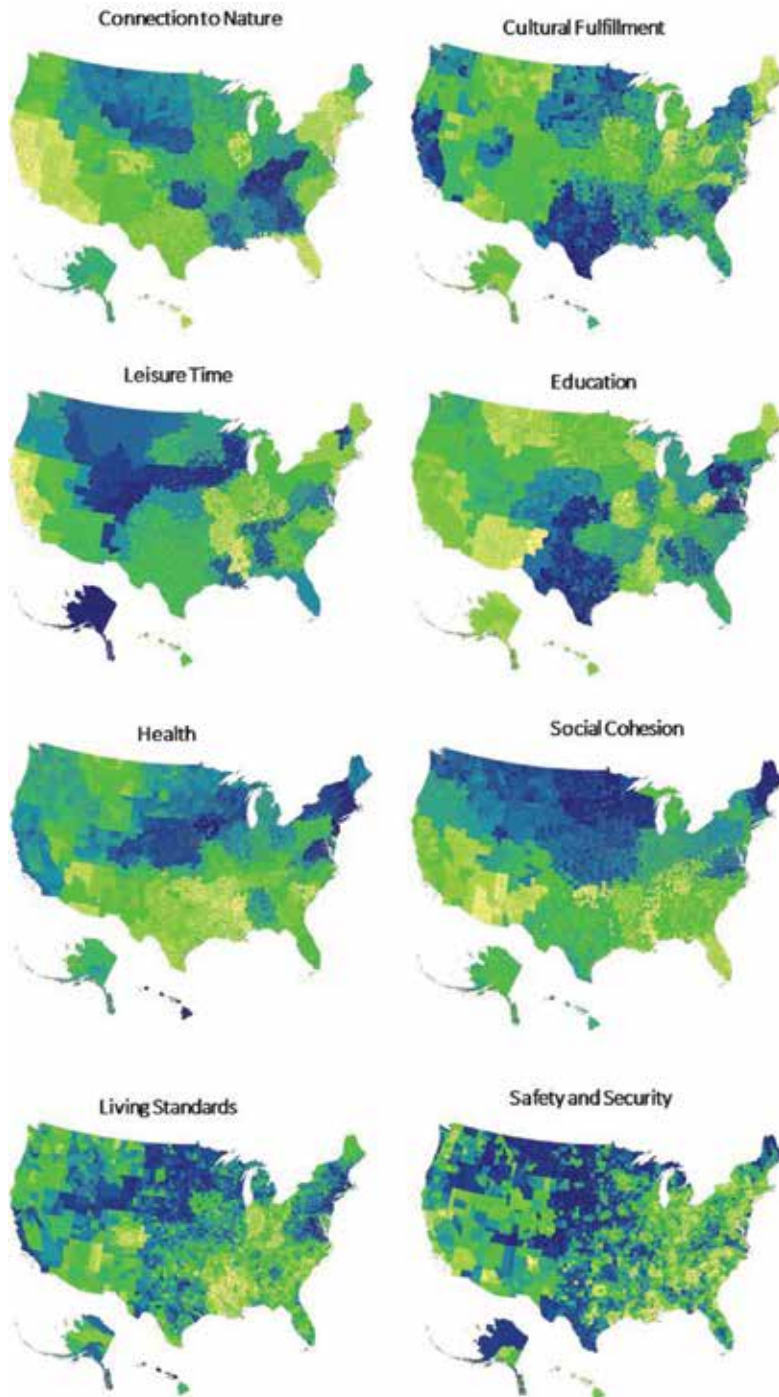 Connection to Nature
Cultural Fulfillment
Leisure Time
Education
Health
Social Cohesion
Living Standards
Safety and Security